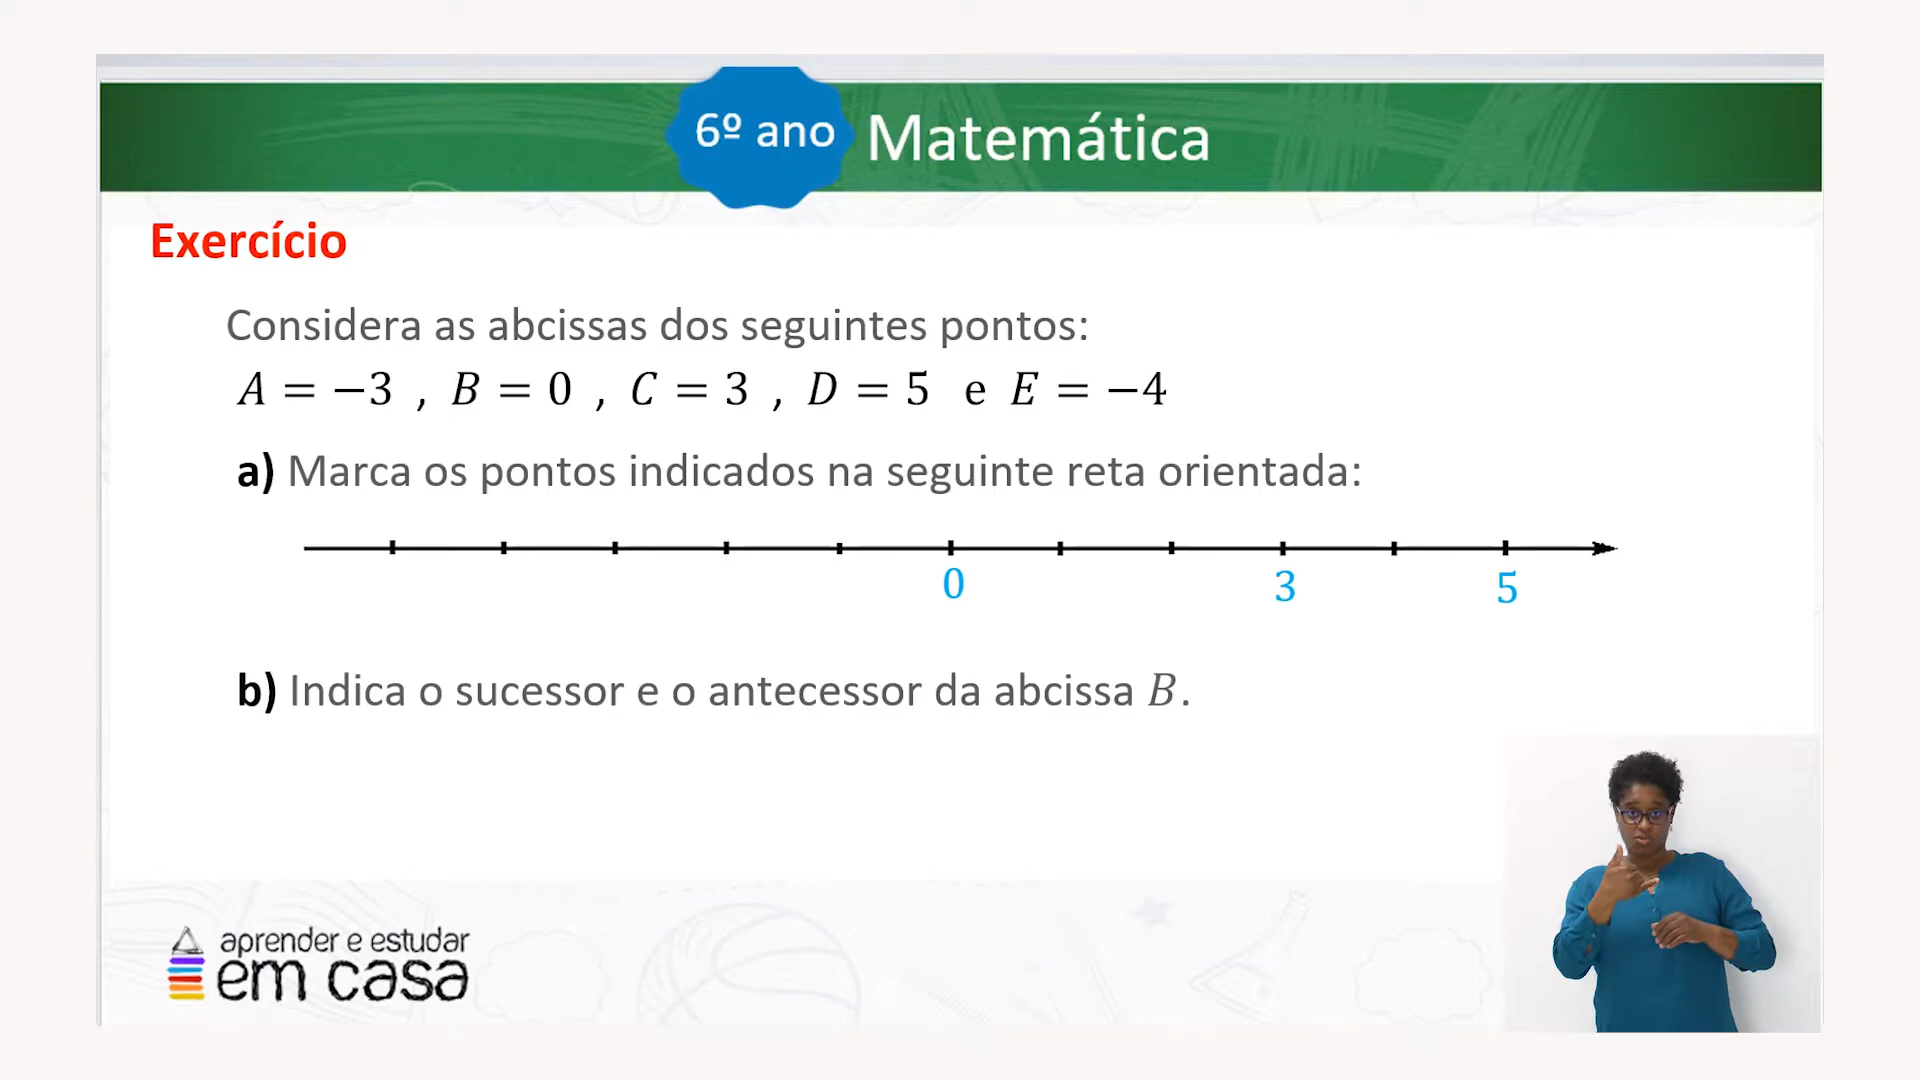 6º ano Matemática
Exercício
Considera as abcissas dos seguintes pontos:
A = −3 , B = 0 , C = 3 , D = 5 e E = −4
a) Marca os pontos indicados na seguinte reta orientada:
0 3 5
b) Indica o sucessor e o antecessor da abcissa B.
aprender e estudar
em casa